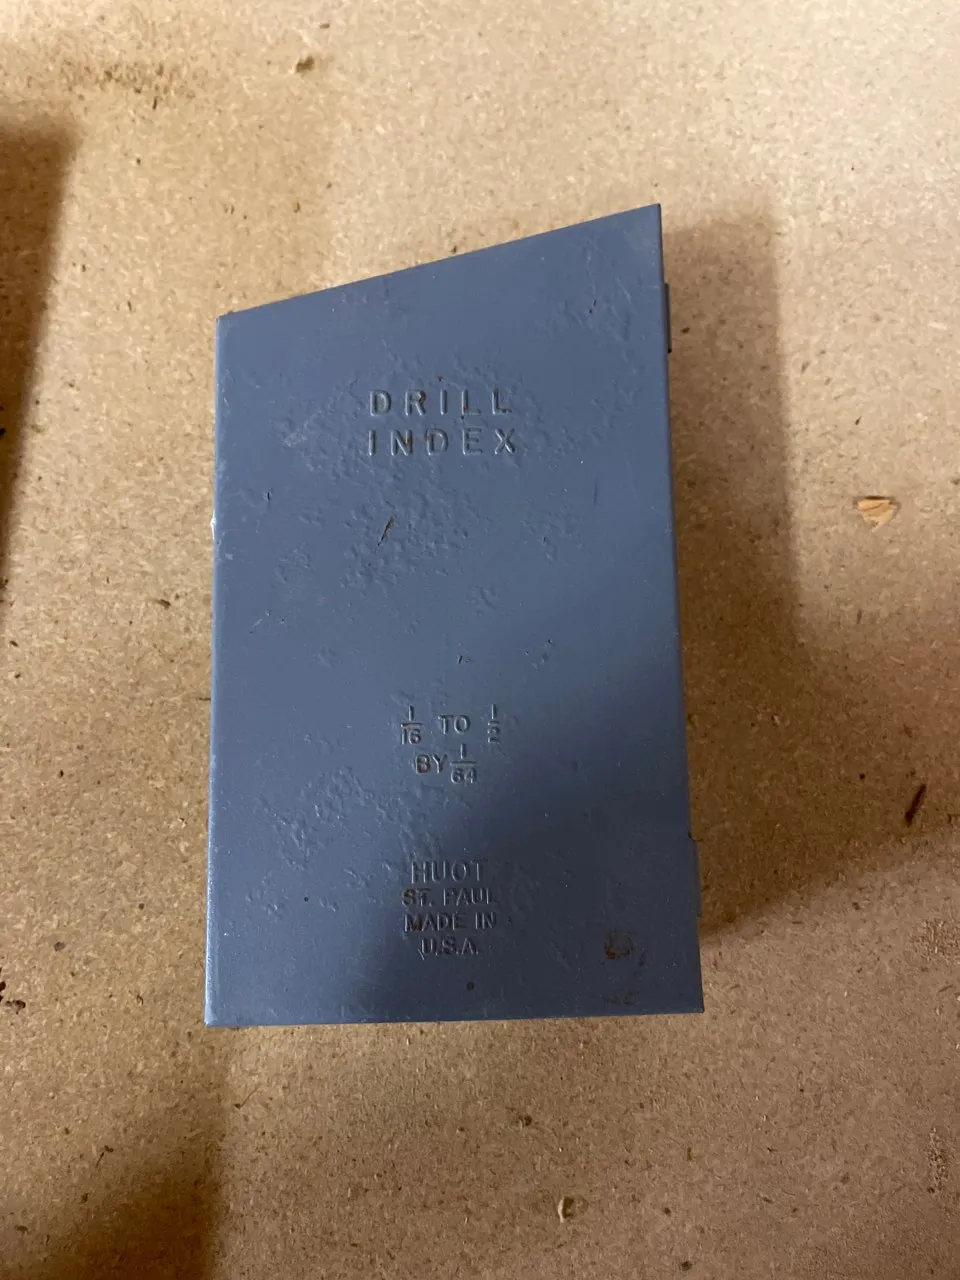 DRILL
INDEX
1/16 TO 1/2
BY 1/64
HUOT
ST. PAUL
MADE IN
U.S.A.